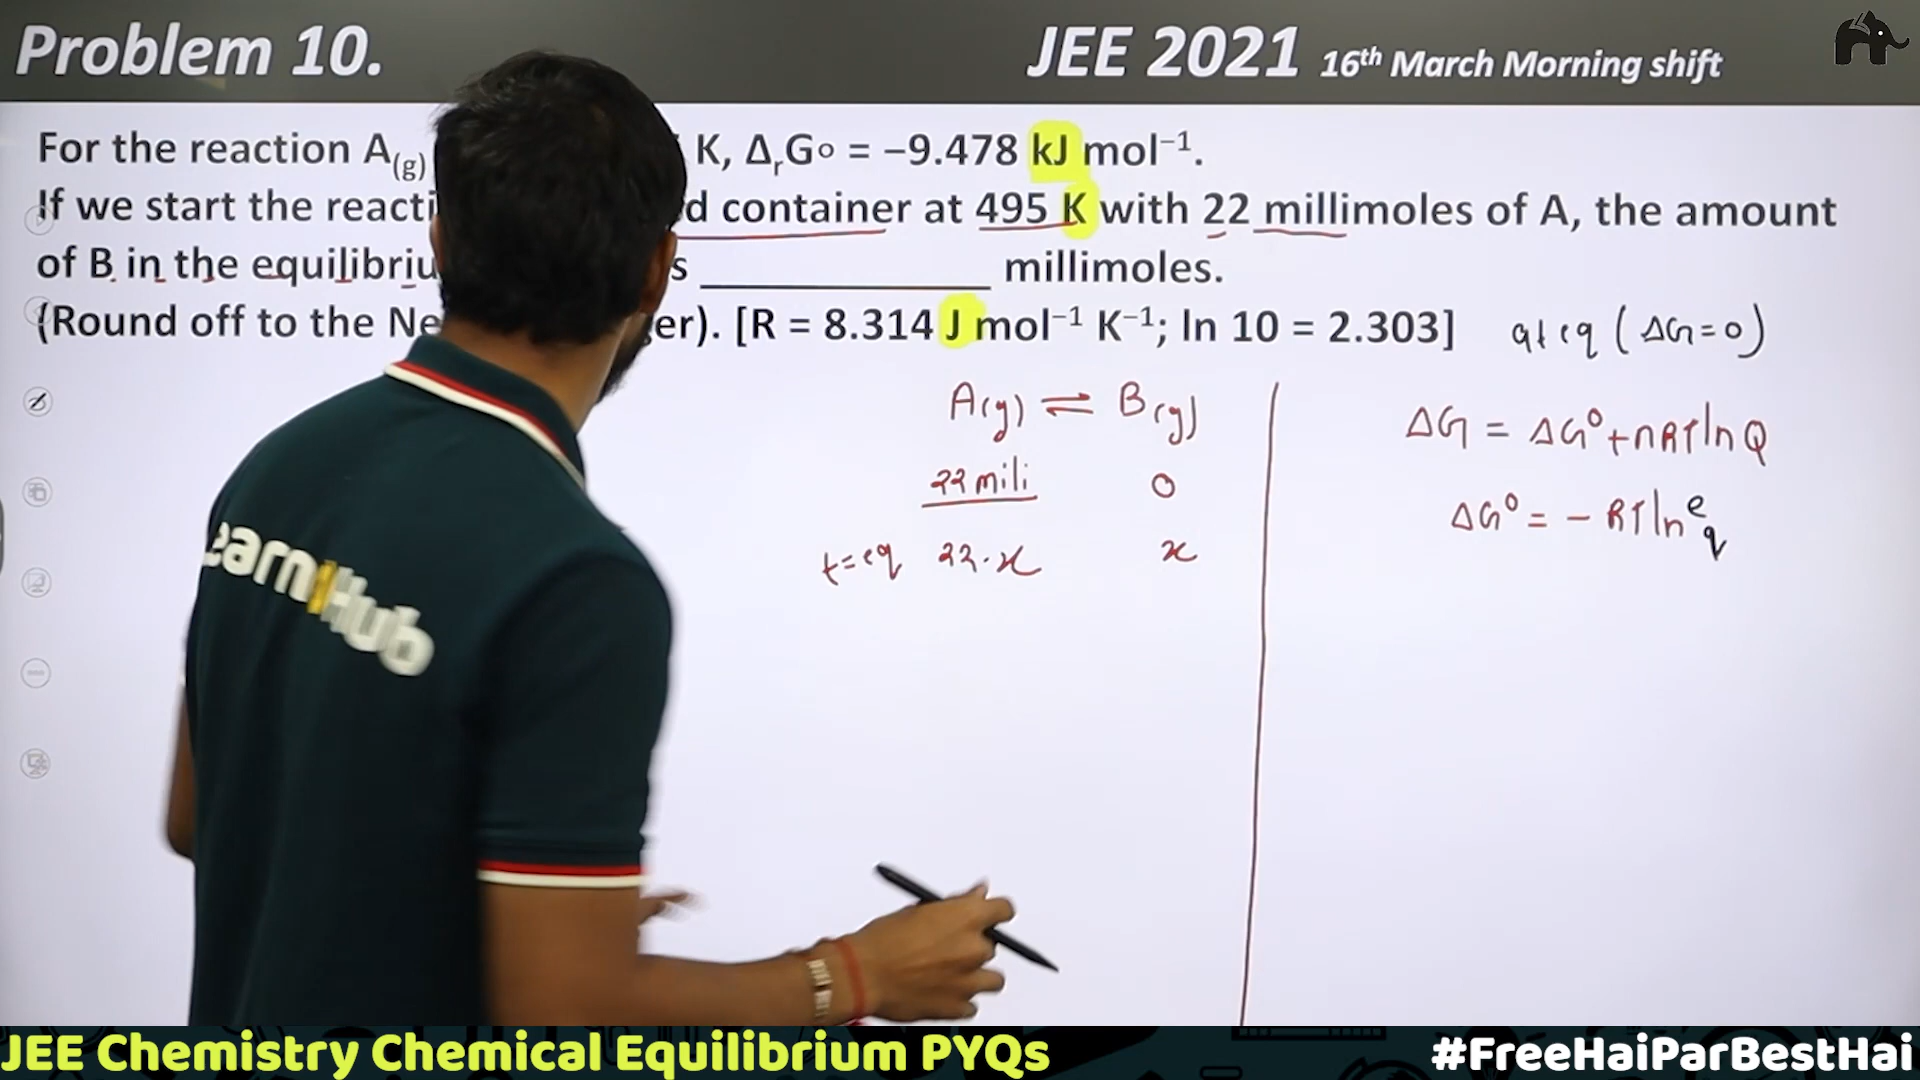 Problem 10.
JEE 2021 16th March Morning shift
For the reaction A(g) K, ΔrG° = −9.478 kJ mol⁻¹.
If we start the reacti d container at 495 K with 22 millimoles of A, the amount
of B in the equilibriu s ____________ millimoles.
(Round off to the Ne er). [R = 8.314 J mol⁻¹ K⁻¹; ln 10 = 2.303]
at eq (ΔG = 0)
A(g) ⇌ B(g)
22 mili 0
t=eq 22-x x
ΔG = ΔG° + nRT ln Q
ΔG° = - RT ln eq
earnoHub
JEE Chemistry Chemical Equilibrium PYQs
#FreeHaiParBestHai